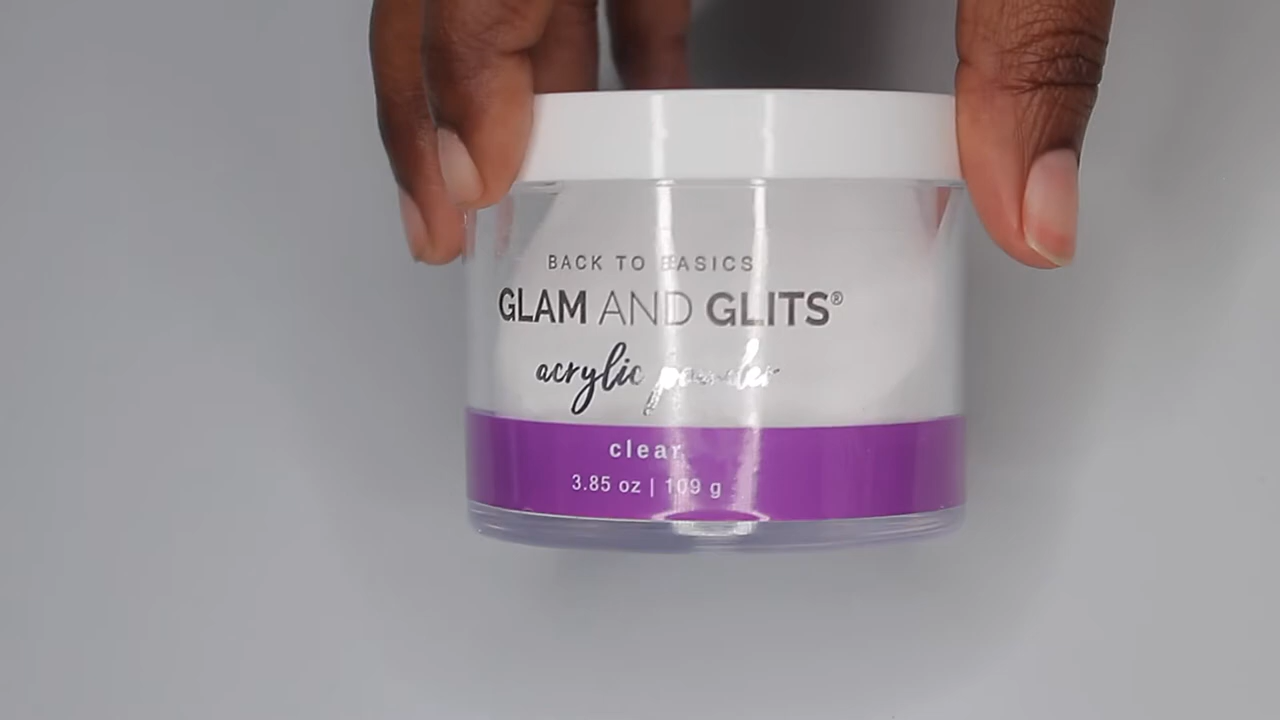 BACK TO BASICS
GLAM AND GLITS®
acrylic powder
clear
3.85 oz | 109 g